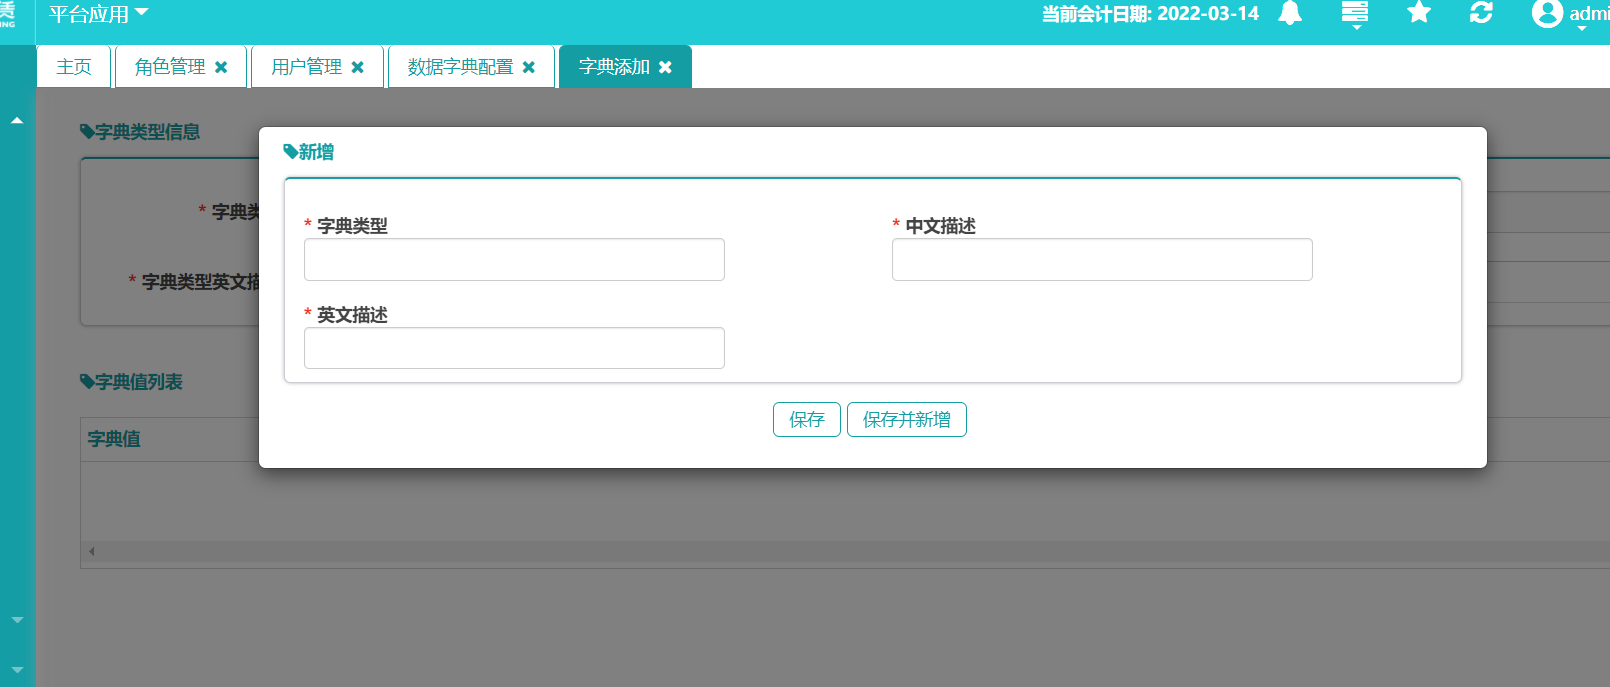 赁
平台应用
当前会计日期: 2022-03-14
admi
主页
角色管理
用户管理
数据字典配置
字典添加
字典类型信息
* 字典类
* 字典类型英文描
新增
* 字典类型
* 中文描述
* 英文描述
保存
保存并新增
字典值列表
字典值